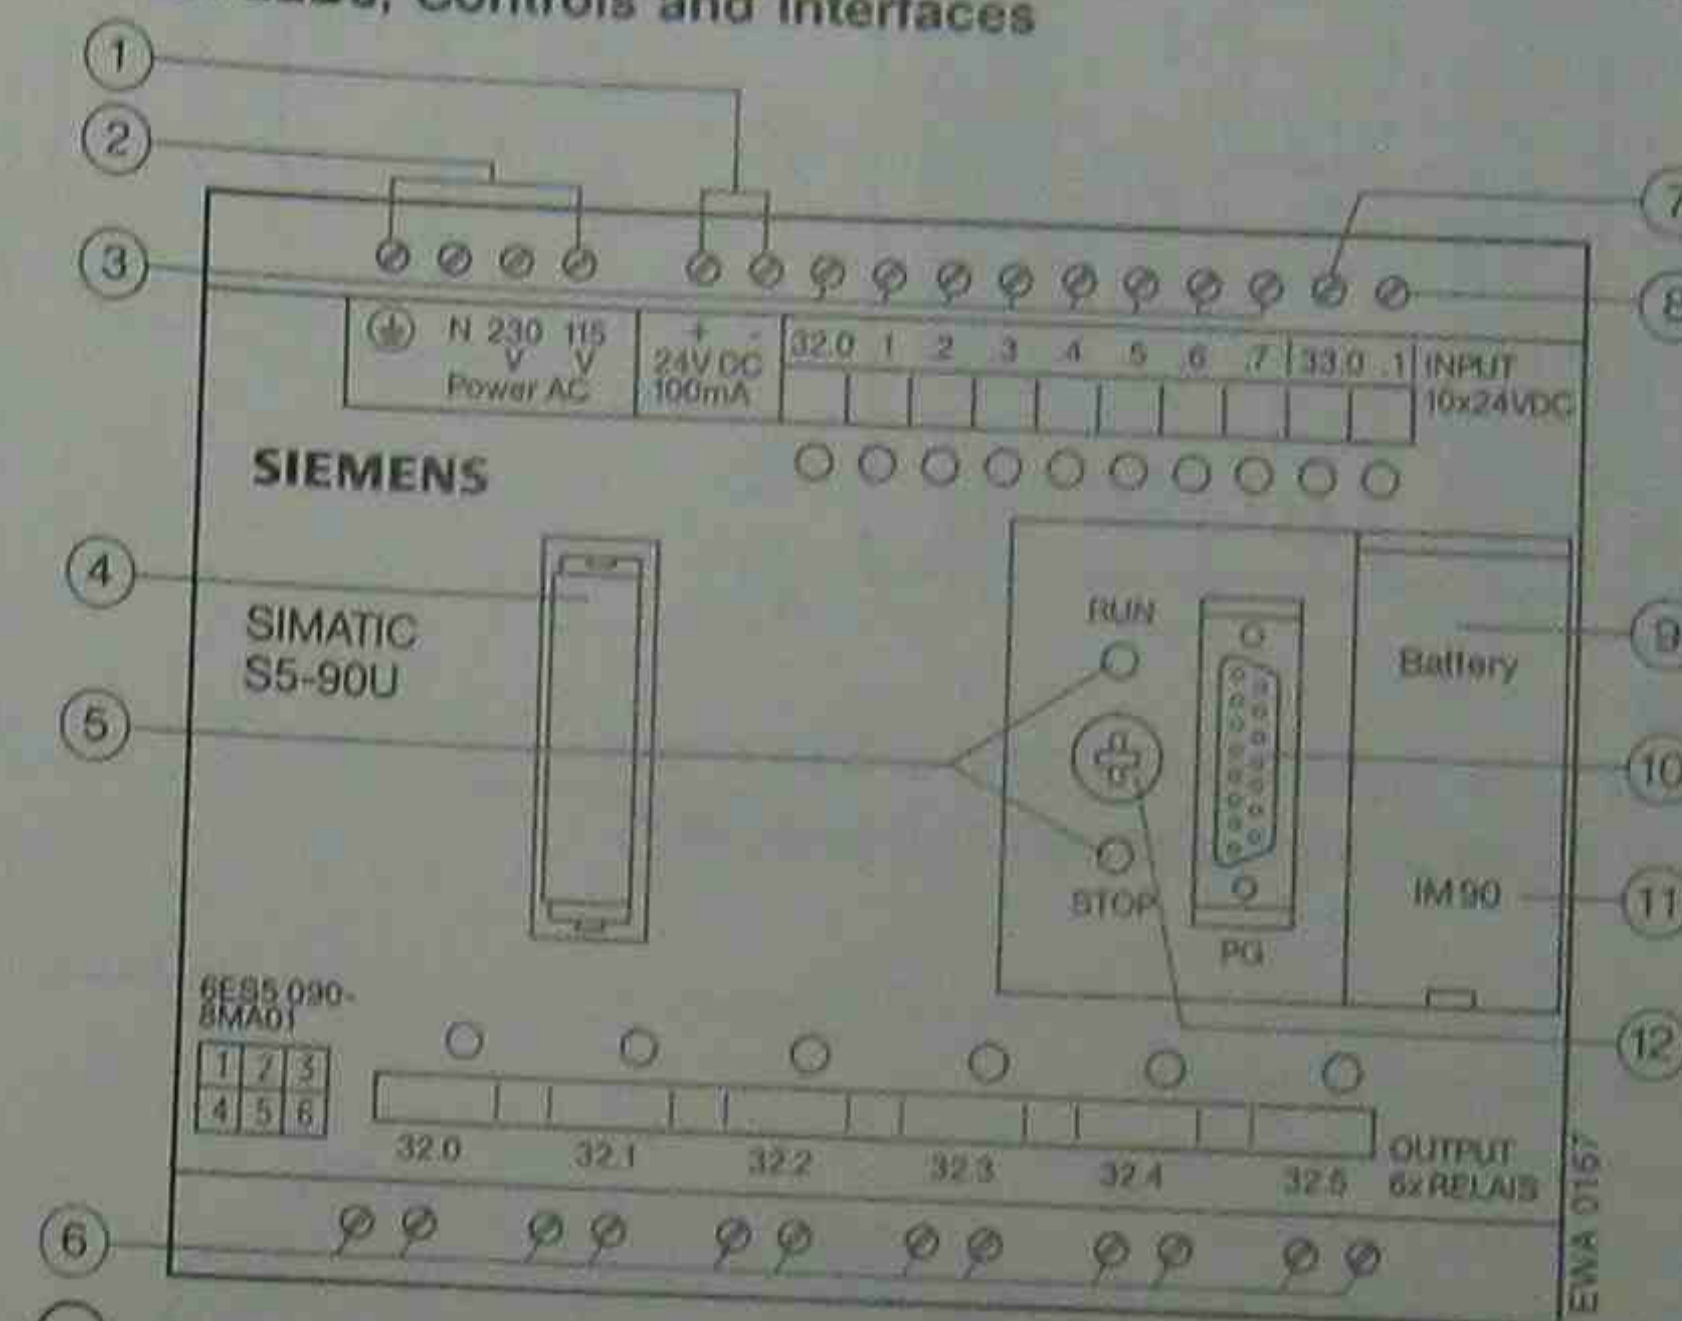 Controls and Interfaces
1
2
3
4
5
6
7
8
9
10
11
12
N 230 115
V V
Power AC
+ -
24V DC
100mA
32.0 .1 .2 .3 .4 .5 .6 .7 33.0 .1
INPUT
10x24VDC
SIEMENS
SIMATIC
S5-90U
RUN
STOP
PG
Battery
IM90
6ES5 090-
8MA01
1 2 3
4 5 6
32.0 32.1 32.2 32.3 32.4 32.5
OUTPUT
6x RELAIS
EWA 0157